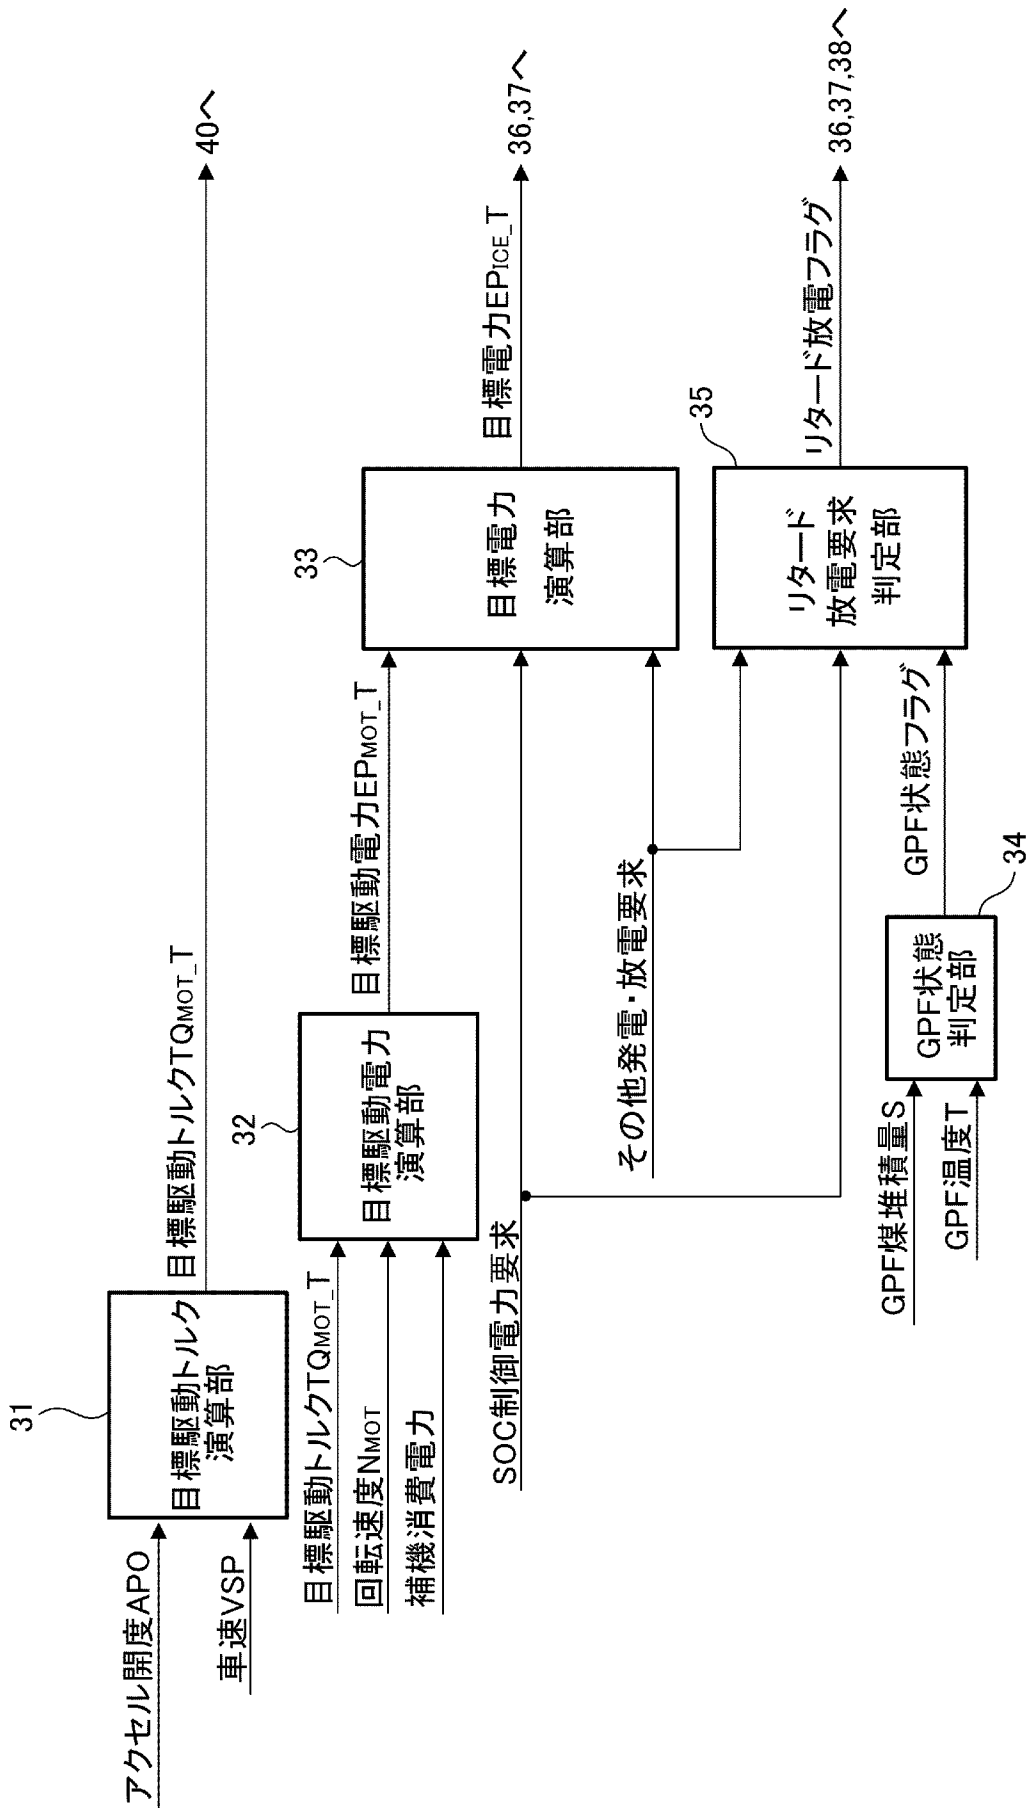 アクセル開度APO
車速VSP
31
目標駆動トルク
演算部
目標駆動トルクTQMOT_T
40へ
目標駆動トルクTQMOT_T
回転速度NMOT
補機消費電力
32
目標駆動電力
演算部
目標駆動電力EPMOT_T
SOC制御電力要求
その他発電・放電要求
33
目標電力
演算部
目標電力EPICE_T
36,37へ
GPF煤堆積量S
GPF温度T
GPF状態
判定部
34
GPF状態フラグ
35
リタード
放電要求
判定部
リタード放電フラグ
36,37,38へ